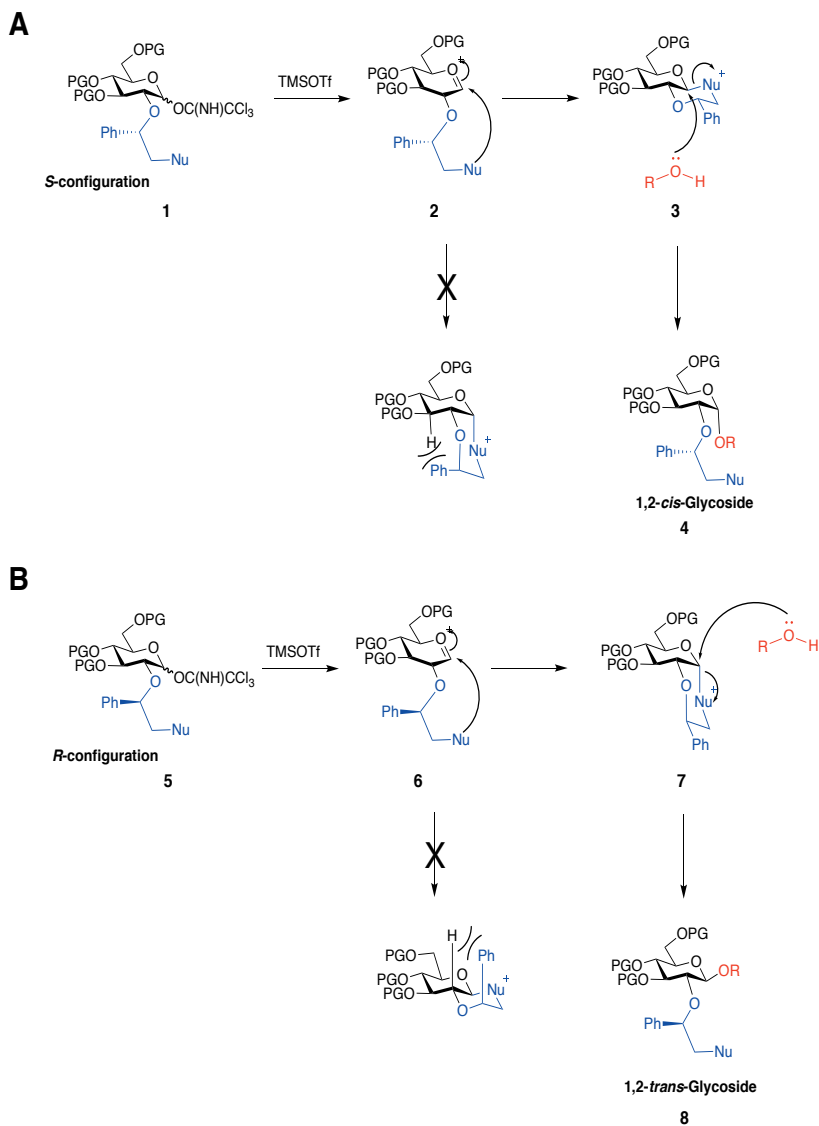 A
OPG
PGO
PGO
O
OC(NH)CCl3
O
Ph
Nu
S-configuration
1
TMSOTf
OPG
+
PGO
PGO
O
O
Ph
Nu
2
OPG
PGO
PGO
O
Nu
+
O
Ph
R
O
H
3
X
OPG
PGO
PGO
O
H
O
Nu
+
Ph
OPG
PGO
PGO
O
O
OR
Ph
Nu
1,2-cis-Glycoside
4
B
OPG
PGO
PGO
O
OC(NH)CCl3
O
Ph
Nu
R-configuration
5
TMSOTf
OPG
+
PGO
PGO
O
O
Ph
Nu
6
OPG
PGO
PGO
O
O
Nu
+
Ph
7
R
O
H
X
H
Ph
PGO
O
PGO
PGO
Nu
+
O
OPG
PGO
PGO
O
OR
O
Ph
Nu
1,2-trans-Glycoside
8